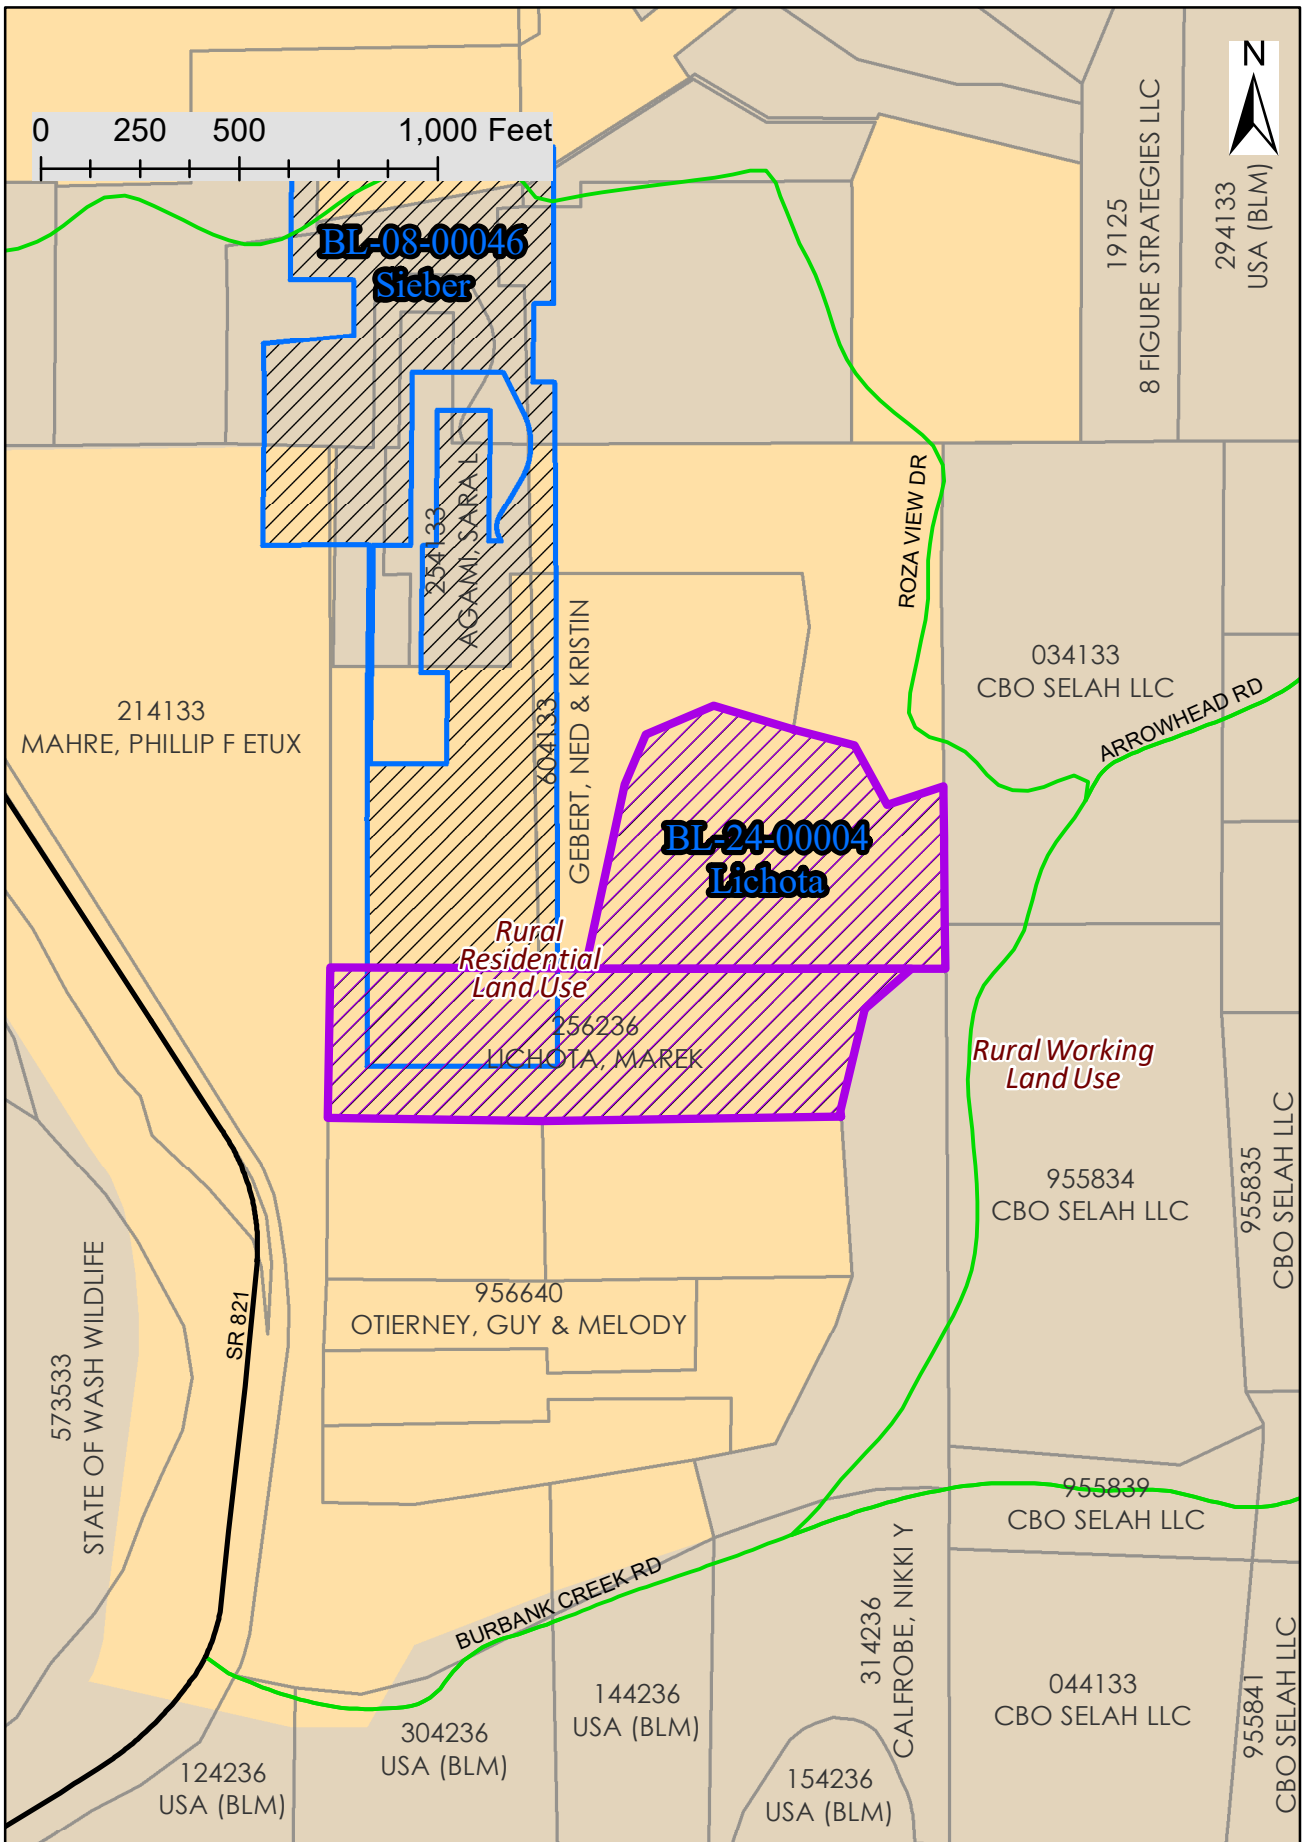 N
0 250 500 1,000 Feet
19125
8 FIGURE STRATEGIES LLC
294133
USA (BLM)
BL-08-00046
Sieber
254133
AGAMI, SARA L
ROZA VIEW DR
604133
GEBERT, NED & KRISTIN
034133
CBO SELAH LLC
ARROWHEAD RD
214133
MAHRE, PHILLIP F ETUX
BL-24-00004
Lichota
Rural
Residential
Land Use
256236
LICHOTA, MAREK
Rural Working
Land Use
955834
CBO SELAH LLC
955835
CBO SELAH LLC
573533
STATE OF WASH WILDLIFE
SR 821
956640
OTIERNEY, GUY & MELODY
955839
CBO SELAH LLC
BURBANK CREEK RD
314236
CALFROBE, NIKKI Y
144236
USA (BLM)
044133
CBO SELAH LLC
955841
CBO SELAH LLC
304236
USA (BLM)
124236
USA (BLM)
154236
USA (BLM)